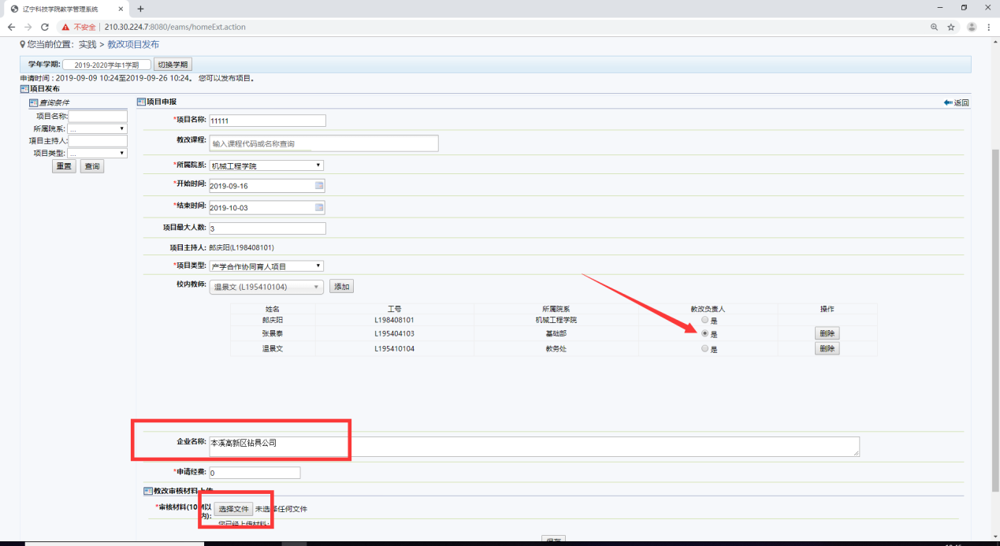 辽宁科技学院教学管理系统
不安全 | 210.30.224.7:8080/eams/homeExt.action
您当前位置: 实践 > 教改项目发布
学年学期: 2019-2020学年1学期 切换学期
申请时间 : 2019-09-09 10:24至2019-09-26 10:24。 您可以发布项目。
项目发布
查询条件
项目名称:
所属院系: ...
项目主持人:
项目类型: ...
重置 查询
项目申报 返回
*项目名称: 11111
教改课程: 输入课程代码或名称查询
*所属院系: 机械工程学院
*开始时间: 2019-09-16
*结束时间: 2019-10-03
项目最大人数: 3
项目主持人: 郎庆阳(L198408101)
*项目类型: 产学合作协同育人项目
校内教师: 温景文 (L195410104) 添加
姓名 工号 所属院系 教改负责人 操作
郎庆阳 L198408101 机械工程学院 是
张景泰 L195404103 基础部 是 删除
温景文 L195410104 教务处 是 删除
企业名称: 本溪高新区钻具公司
*申请经费: 0
教改审核材料上传
*审核材料(10M以内): 选择文件 未选择任何文件
您已经上传材料:
保存